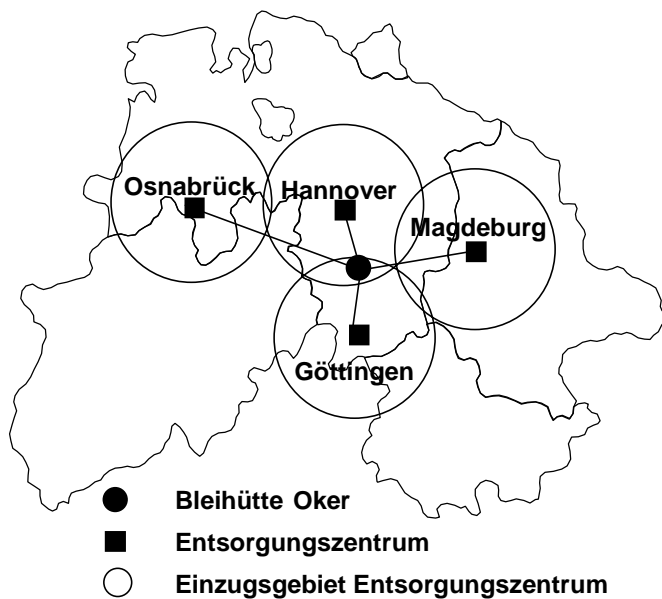 Osnabrück
Hannover
Magdeburg
Göttingen
Bleihütte Oker
Entsorgungszentrum
Einzugsgebiet Entsorgungszentrum